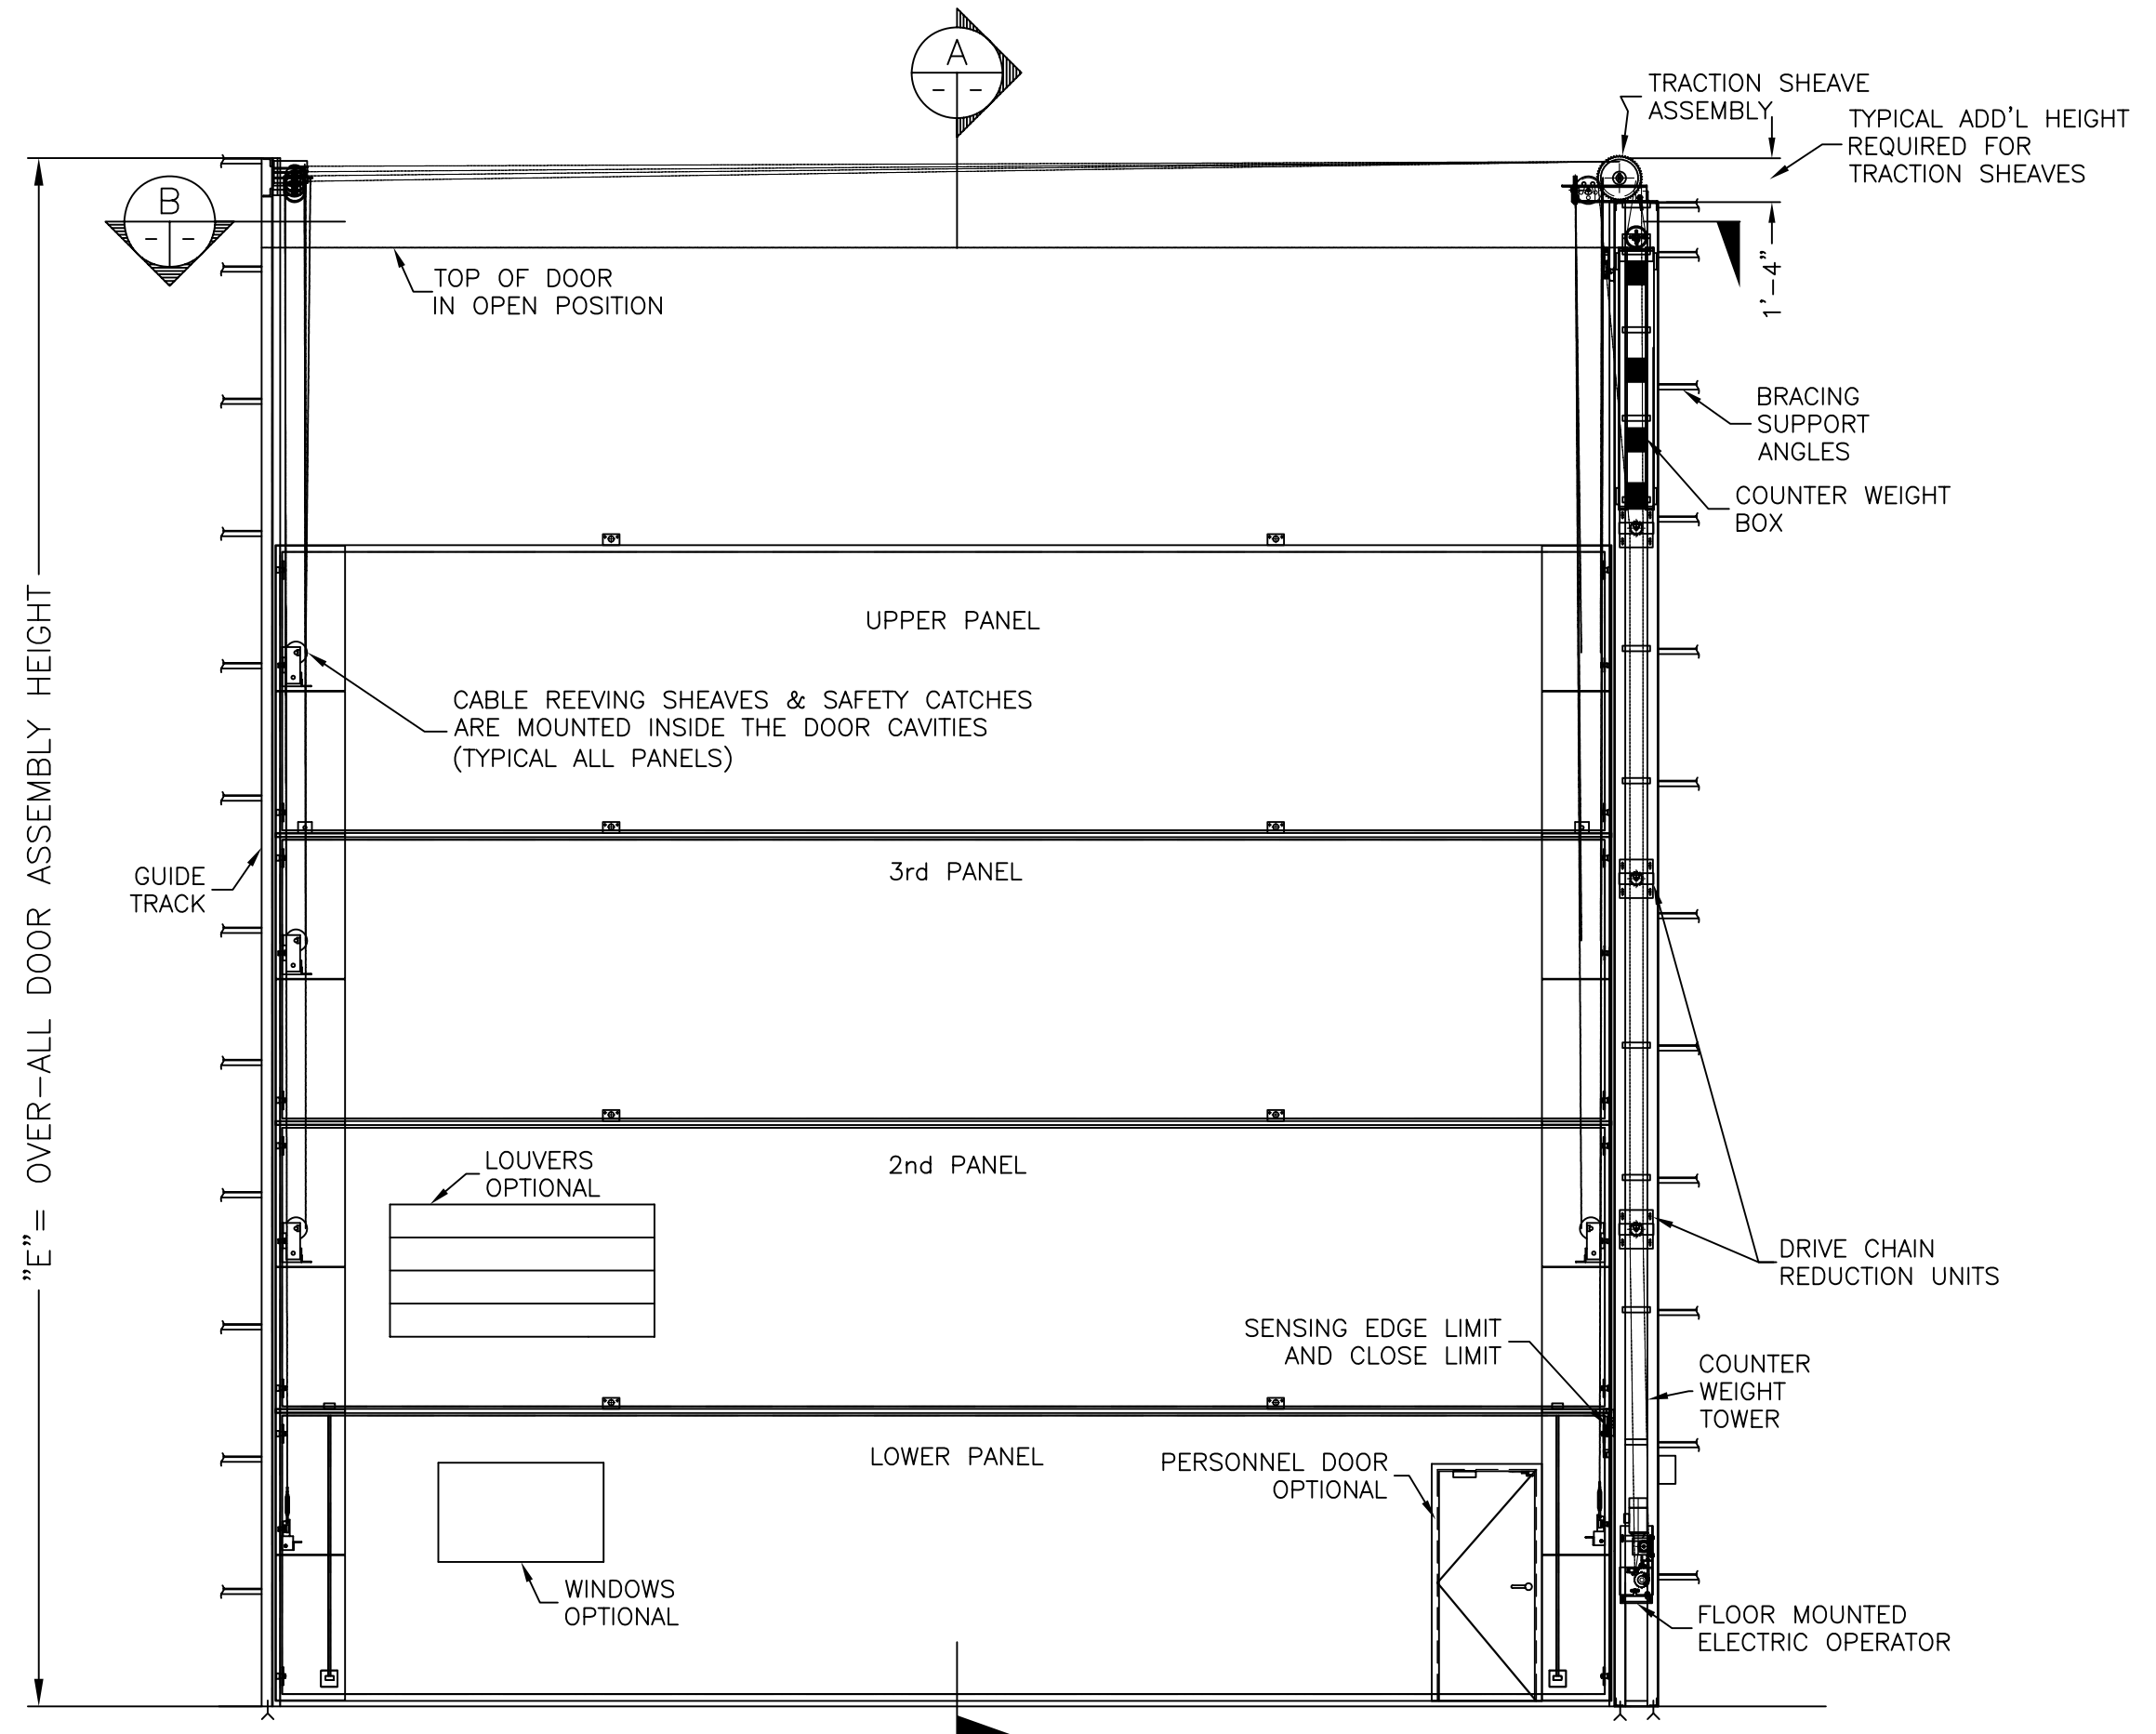 A
- -
TRACTION SHEAVE
ASSEMBLY
TYPICAL ADD'L HEIGHT
REQUIRED FOR
TRACTION SHEAVES
B
- -
1'-4"
TOP OF DOOR
IN OPEN POSITION
BRACING
SUPPORT
ANGLES
COUNTER WEIGHT
BOX
UPPER PANEL
CABLE REEVING SHEAVES & SAFETY CATCHES
ARE MOUNTED INSIDE THE DOOR CAVITIES
(TYPICAL ALL PANELS)
"E"= OVER-ALL DOOR ASSEMBLY HEIGHT
GUIDE
TRACK
3rd PANEL
2nd PANEL
LOUVERS
OPTIONAL
DRIVE CHAIN
REDUCTION UNITS
SENSING EDGE LIMIT
AND CLOSE LIMIT
COUNTER
WEIGHT
TOWER
LOWER PANEL
PERSONNEL DOOR
OPTIONAL
WINDOWS
OPTIONAL
FLOOR MOUNTED
ELECTRIC OPERATOR